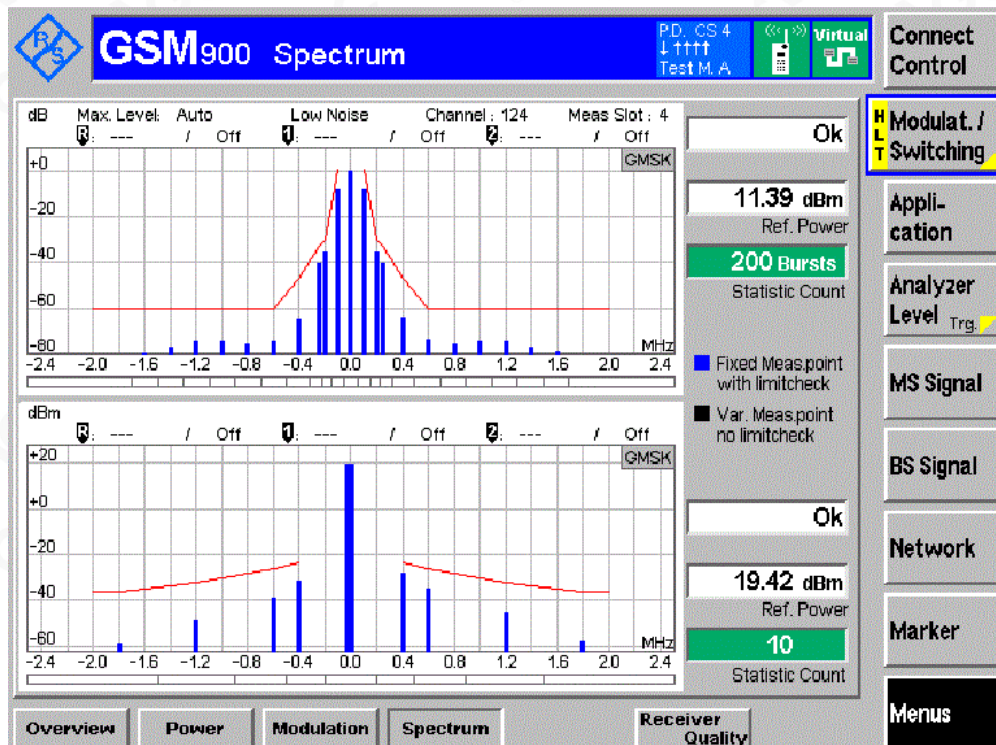 R S
GSM900 Spectrum
P.D. CS 4
Test M. A.
Virtual
Connect Control
HLT
Modulat. / Switching
Appli- cation
Analyzer Level Trg.
MS Signal
BS Signal
Network
Marker
Menus
dB Max. Level: Auto Low Noise Channel : 124 Meas Slot : 4
R: --- / Off 1: --- / Off 2: --- / Off
GMSK
+0
-20
-40
-60
-80
MHz
-2.4 -2.0 -1.6 -1.2 -0.8 -0.4 0.0 0.4 0.8 1.2 1.6 2.0 2.4
Ok
11.39 dBm
Ref. Power
200 Bursts
Statistic Count
Fixed Meas.point
with limitcheck
Var. Meas.point
no limitcheck
dBm
R: --- / Off 1: --- / Off 2: --- / Off
GMSK
+20
+0
-20
-40
-60
MHz
-2.4 -2.0 -1.6 -1.2 -0.8 -0.4 0.0 0.4 0.8 1.2 1.6 2.0 2.4
Ok
19.42 dBm
Ref. Power
10
Statistic Count
Overview
Power
Modulation
Spectrum
Receiver
Quality